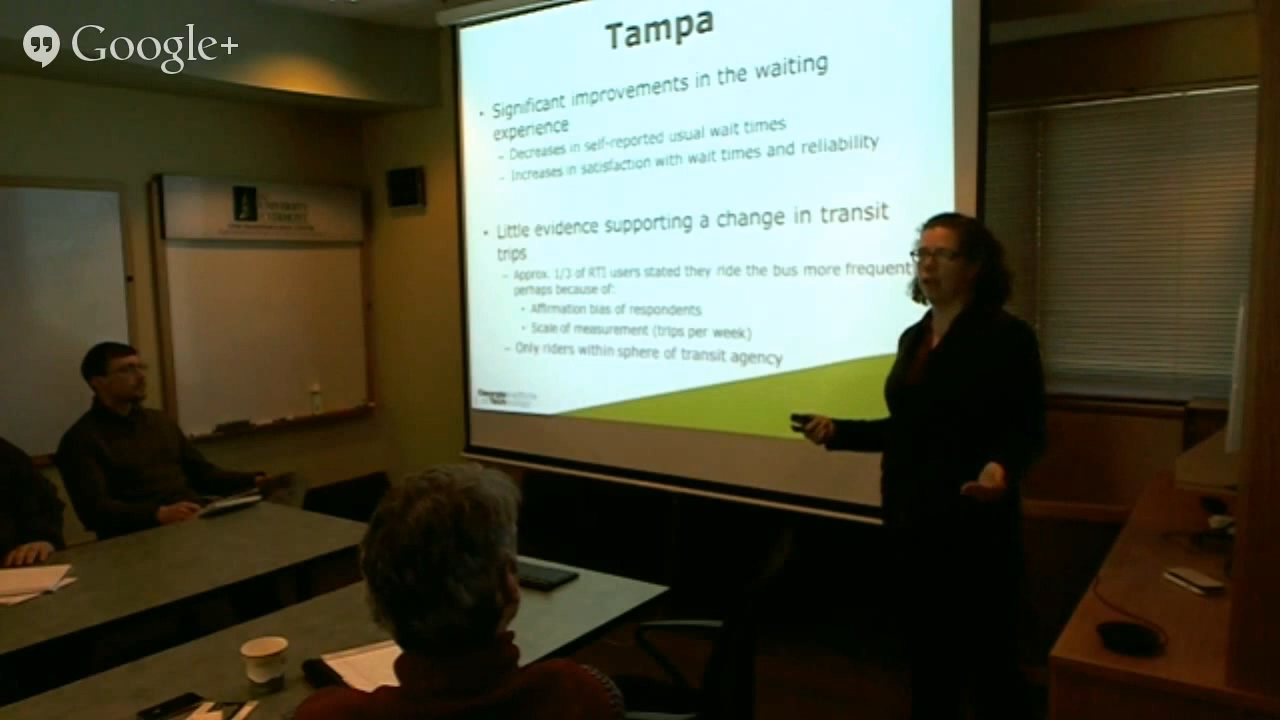 Google+
Tampa
• Significant improvements in the waiting
experience
– Decreases in self-reported usual wait times
– Increases in satisfaction with wait times and reliability
• Little evidence supporting a change in transit
trips
– Approx. 1/3 of RTI users stated they ride the bus more frequent
perhaps because of:
• Affirmation bias of respondents
• Scale of measurement (trips per week)
– Only riders within sphere of transit agency
UNIVERSITY
of VERMONT